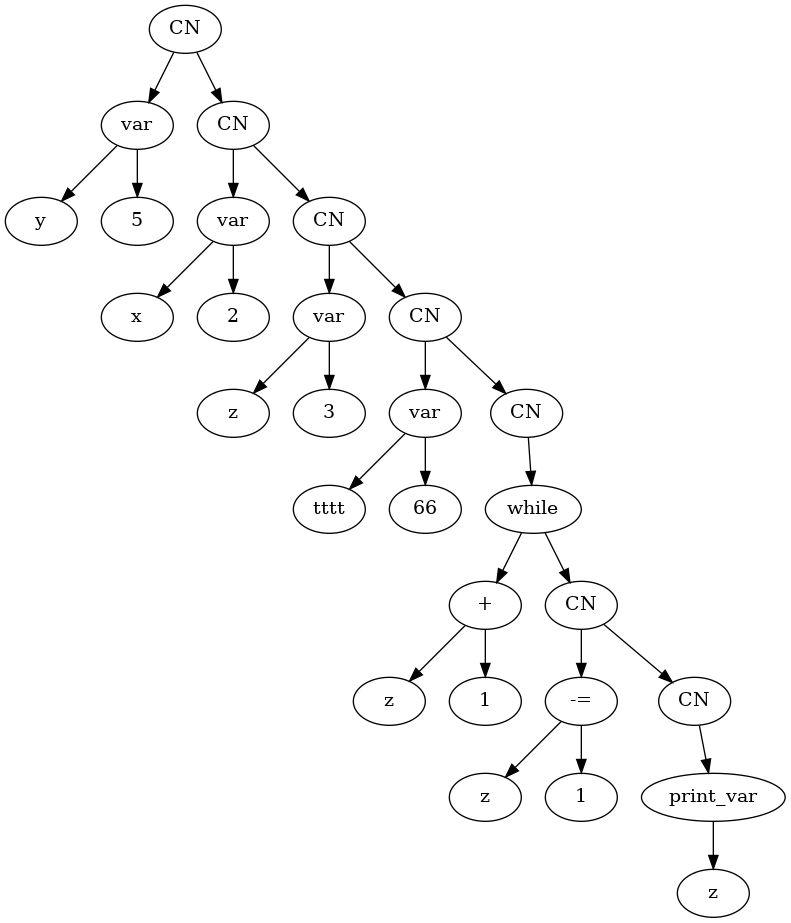 CN
var CN
y 5 var CN
x 2 var CN
z 3 var CN
tttt 66 while
+ CN
z 1 -= CN
z 1 print_var
z